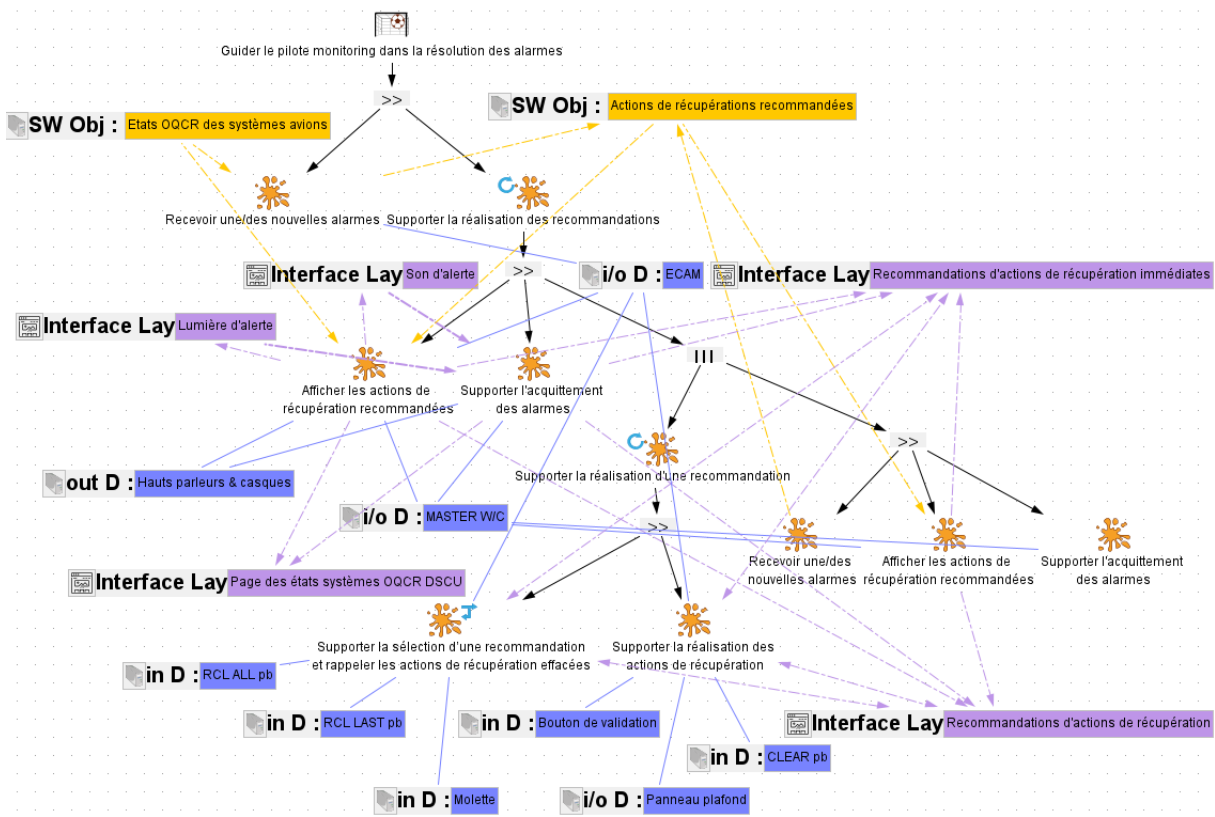 Guider le pilote monitoring dans la résolution des alarmes
>>
SW Obj : Actions de récupérations recommandées
SW Obj : Etats OQCR des systèmes avions
Recevoir une/des nouvelles alarmes
Supporter la réalisation des recommandations
Interface Lay Son d'alerte
>>
i/o D : ECAM
Interface Lay Recommandations d'actions de récupération immédiates
Interface Lay Lumière d'alerte
III
Afficher les actions de
récupération recommandées
Supporter l'acquittement
des alarmes
>>
Supporter la réalisation d'une recommandation
out D : Hauts parleurs & casques
i/o D : MASTER W/C
>>
Recevoir une/des
nouvelles alarmes
Afficher les actions de
récupération recommandées
Supporter l'acquittement
des alarmes
Interface Lay Page des états systèmes OQCR DSCU
Supporter la sélection d'une recommandation
et rappeler les actions de récupération effacées
Supporter la réalisation des
actions de récupération
in D : RCL ALL pb
in D : RCL LAST pb
in D : Bouton de validation
Interface Lay Recommandations d'actions de récupération
in D : CLEAR pb
in D : Molette
i/o D : Panneau plafond